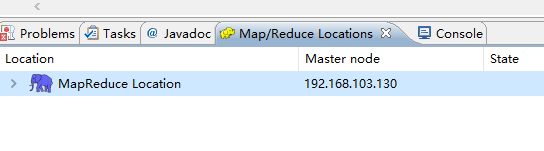 Problems Tasks @ Javadoc Map/Reduce Locations Console
Location Master node State
MapReduce Location 192.168.103.130